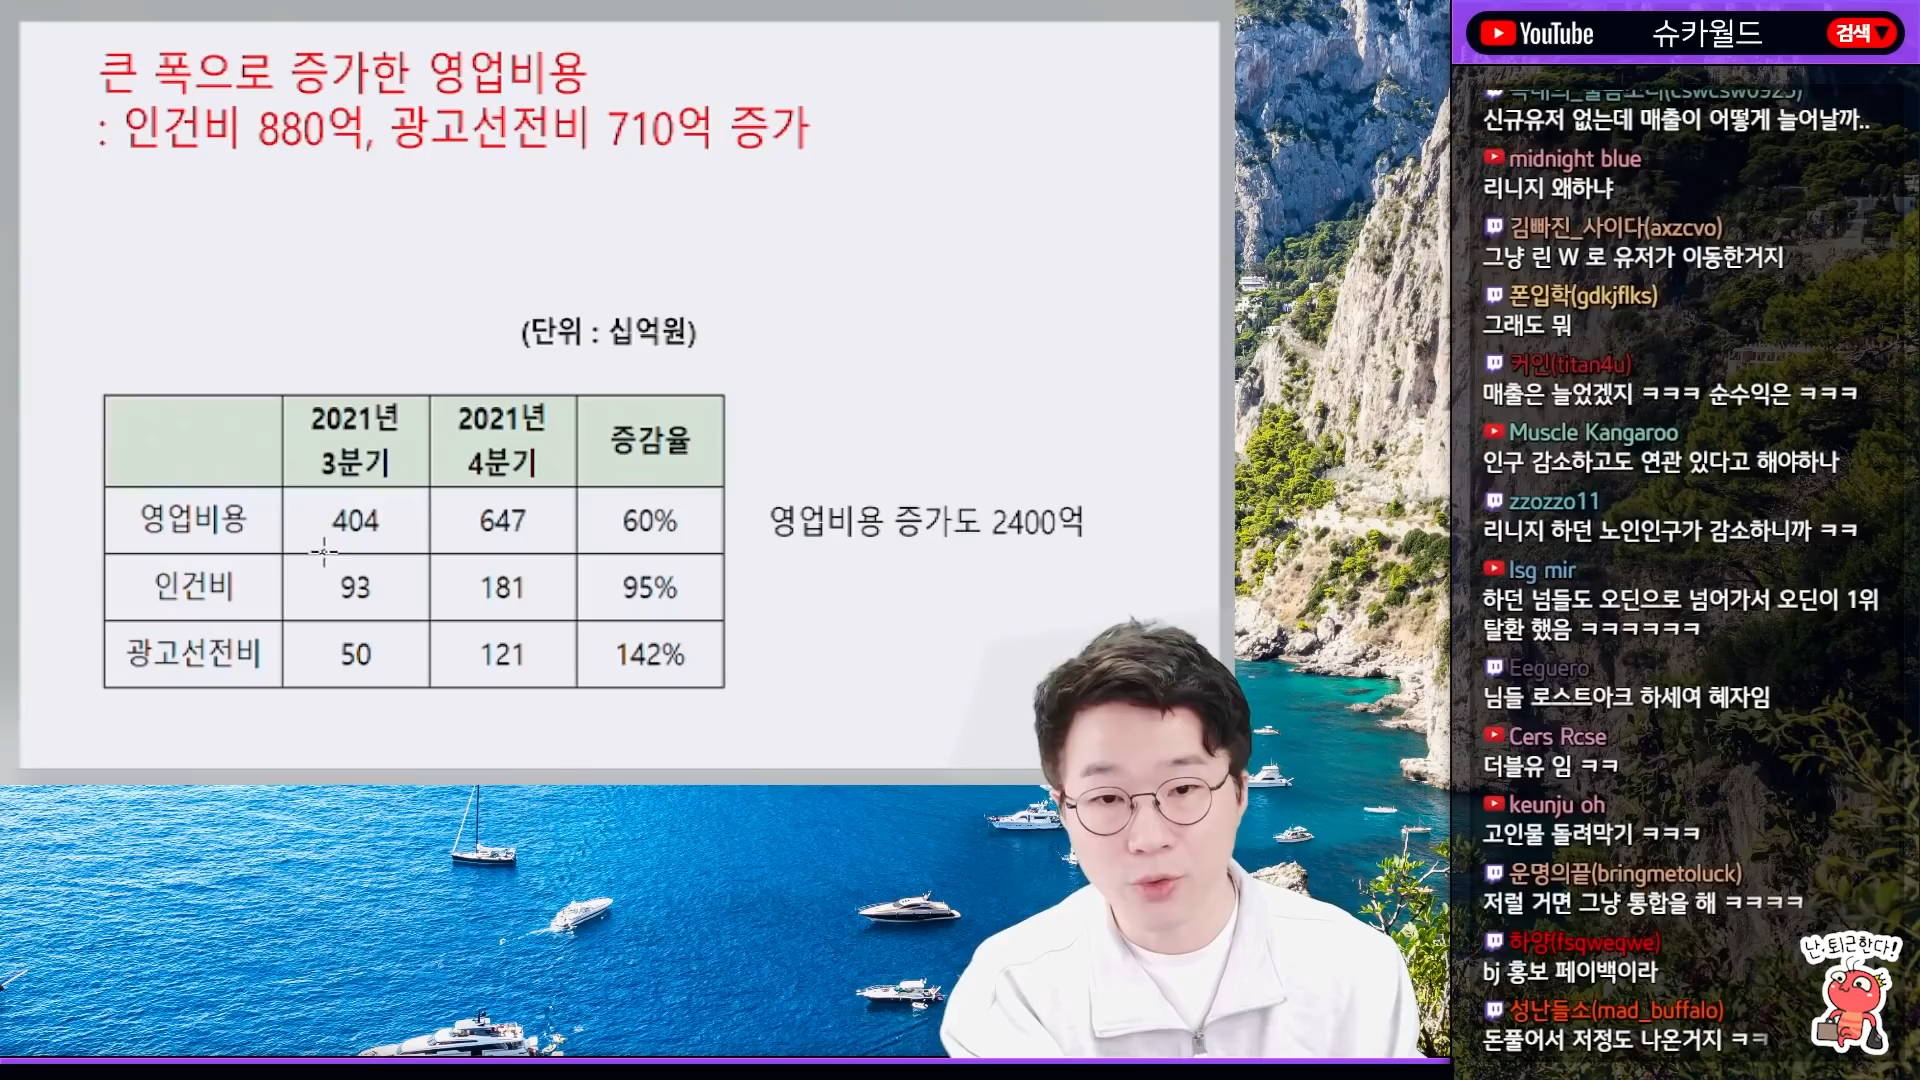 큰 폭으로 증가한 영업비용
: 인건비 880억, 광고선전비 710억 증가
(단위 : 십억원)
2021년 3분기 2021년 4분기 증감율
영업비용 404 647 60%
인건비 93 181 95%
광고선전비 50 121 142%
영업비용 증가도 2400억
YouTube 슈카월드 검색
신규유저 없는데 매출이 어떻게 늘어날까..
midnight blue
리니지 왜하냐
김빠진_사이다(axzcvo)
그냥 린 W 로 유저가 이동한거지
폰입학(gdkjflks)
그래도 뭐
커인(titan4u)
매출은 늘었겠지 ㅋㅋㅋ 순수익은 ㅋㅋㅋ
Muscle Kangaroo
인구 감소하고도 연관 있다고 해야하나
zzozzo11
리니지 하던 노인인구가 감소하니까 ㅋㅋ
lsg mir
하던 넘들도 오딘으로 넘어가서 오딘이 1위
탈환 했음 ㅋㅋㅋㅋㅋㅋ
Eeguero
님들 로스트아크 하세여 혜자임
Cers Rcse
더블유 임 ㅋㅋ
keunju oh
고인물 돌려막기 ㅋㅋㅋ
운명의끝(bringmetoluck)
저럴 거면 그냥 통합을 해 ㅋㅋㅋㅋ
하양(fsqweqwe)
bj 홍보 페이백이라
성난들소(mad_buffalo)
돈풀어서 저정도 나온거지 ㅋㅋ
난, 퇴근한다!